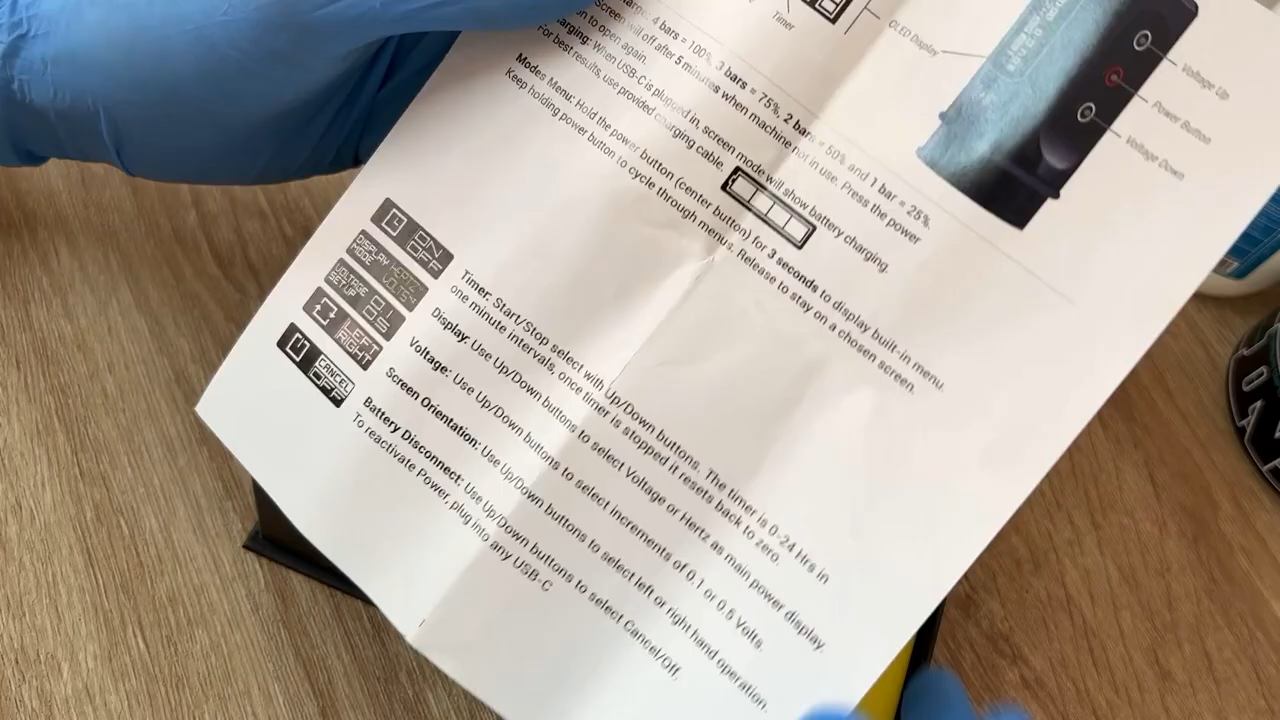 Timer
OLED Display
Voltage Up
Power Button
Voltage Down
4 bars = 100%, 3 bars = 75%, 2 bars = 50% and 1 bar = 25%.
Screen will off after 5 minutes when machine not in use. Press the power
to open again.
Charging: When USB-C is plugged in, screen mode will show battery charging.
For best results, use provided charging cable.
Modes Menu: Hold the power button (center button) for 3 seconds to display built-in menu.
Keep holding power button to cycle through menus. Release to stay on a chosen screen.
ON
OFF
Timer: Start/Stop select with Up/Down buttons. The timer is 0-24 Hrs in
one minute intervals, once timer is stopped it resets back to zero.
DISPLAY MODE
HERTZ
VOLTS
Display: Use Up/Down buttons to select Voltage or Hertz as main power display.
VOLTAGE SETUP
0.1
0.5
Voltage: Use Up/Down buttons to select increments of 0.1 or 0.5 Volts.
LEFT
RIGHT
Screen Orientation: Use Up/Down buttons to select left or right hand operation.
CANCEL
OFF
Battery Disconnect: Use Up/Down buttons to select Cancel/Off,
To reactivate Power, plug into any USB-C